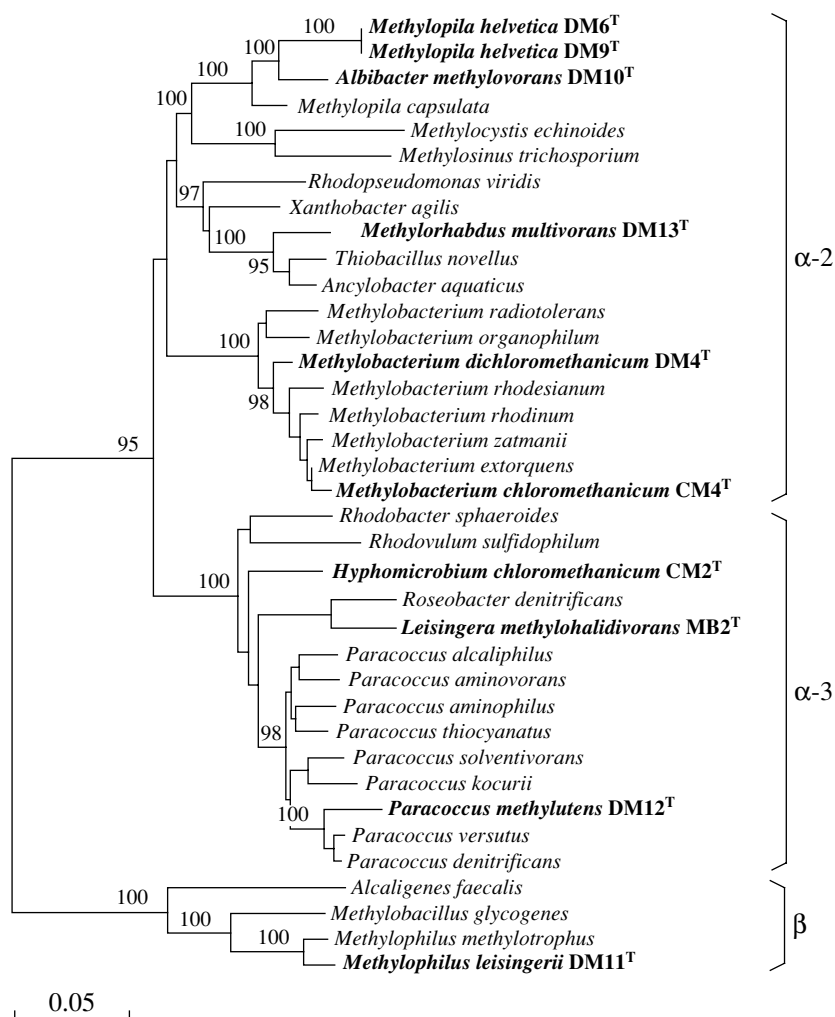 100
Methylopila helvetica DM6ᵀ
Methylopila helvetica DM9ᵀ
100
Albibacter methylovorans DM10ᵀ
100
Methylopila capsulata
100
Methylocystis echinoides
100
Methylosinus trichosporium
Rhodopseudomonas viridis
97
Xanthobacter agilis
Methylorhabdus multivorans DM13ᵀ
100
Thiobacillus novellus
95
Ancylobacter aquaticus
α-2
Methylobacterium radiotolerans
Methylobacterium organophilum
100
Methylobacterium dichloromethanicum DM4ᵀ
Methylobacterium rhodesianum
98
Methylobacterium rhodinum
Methylobacterium zatmanii
95
Methylobacterium extorquens
Methylobacterium chloromethanicum CM4ᵀ
Rhodobacter sphaeroides
Rhodovulum sulfidophilum
Hyphomicrobium chloromethanicum CM2ᵀ
100
Roseobacter denitrificans
Leisingera methylohalidivorans MB2ᵀ
Paracoccus alcaliphilus
Paracoccus aminovorans
α-3
Paracoccus aminophilus
Paracoccus thiocyanatus
98
Paracoccus solventivorans
Paracoccus kocurii
Paracoccus methylutens DM12ᵀ
100
Paracoccus versutus
Paracoccus denitrificans
Alcaligenes faecalis
100
Methylobacillus glycogenes
100
β
Methylophilus methylotrophus
100
Methylophilus leisingerii DM11ᵀ
0.05